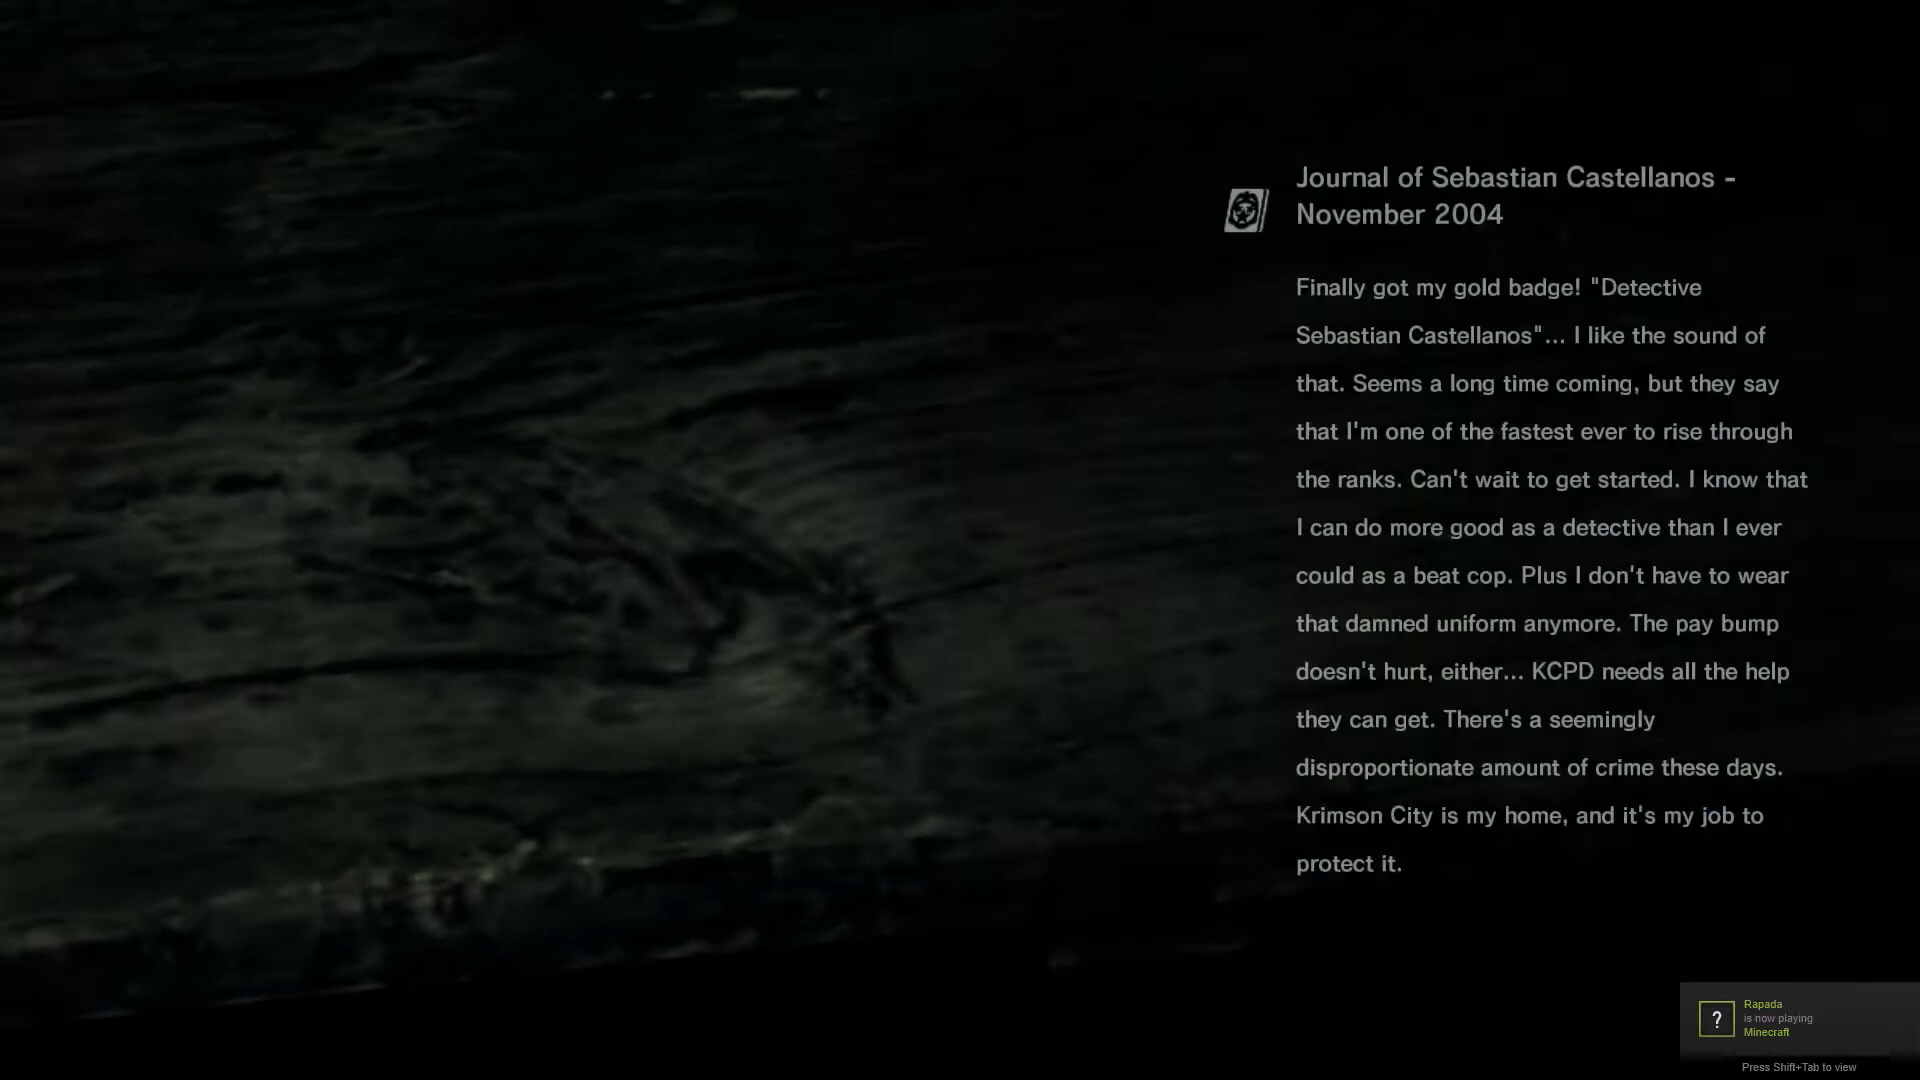 Journal of Sebastian Castellanos -
November 2004
Finally got my gold badge! "Detective
Sebastian Castellanos"... I like the sound of
that. Seems a long time coming, but they say
that I'm one of the fastest ever to rise through
the ranks. Can't wait to get started. I know that
I can do more good as a detective than I ever
could as a beat cop. Plus I don't have to wear
that damned uniform anymore. The pay bump
doesn't hurt, either... KCPD needs all the help
they can get. There's a seemingly
disproportionate amount of crime these days.
Krimson City is my home, and it's my job to
protect it.
?
Rapada
is now playing
Minecraft
Press Shift+Tab to view